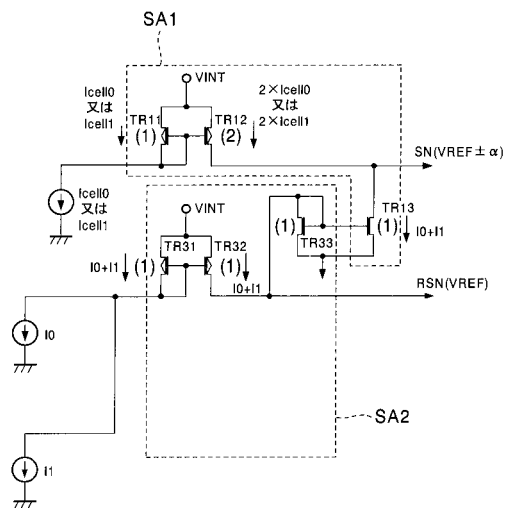 SA1
VINT
Icell0
又は
Icell1
TR11
(1)
TR12
(2)
2×Icell0
又は
2×Icell1
SN(VREF±α)
Icell0
又は
Icell1
VINT
TR31
TR32
I0+I1
(1)
(1)
I0+I1
(1)
TR33
TR13
(1)
I0+I1
RSN(VREF)
I0
I1
SA2